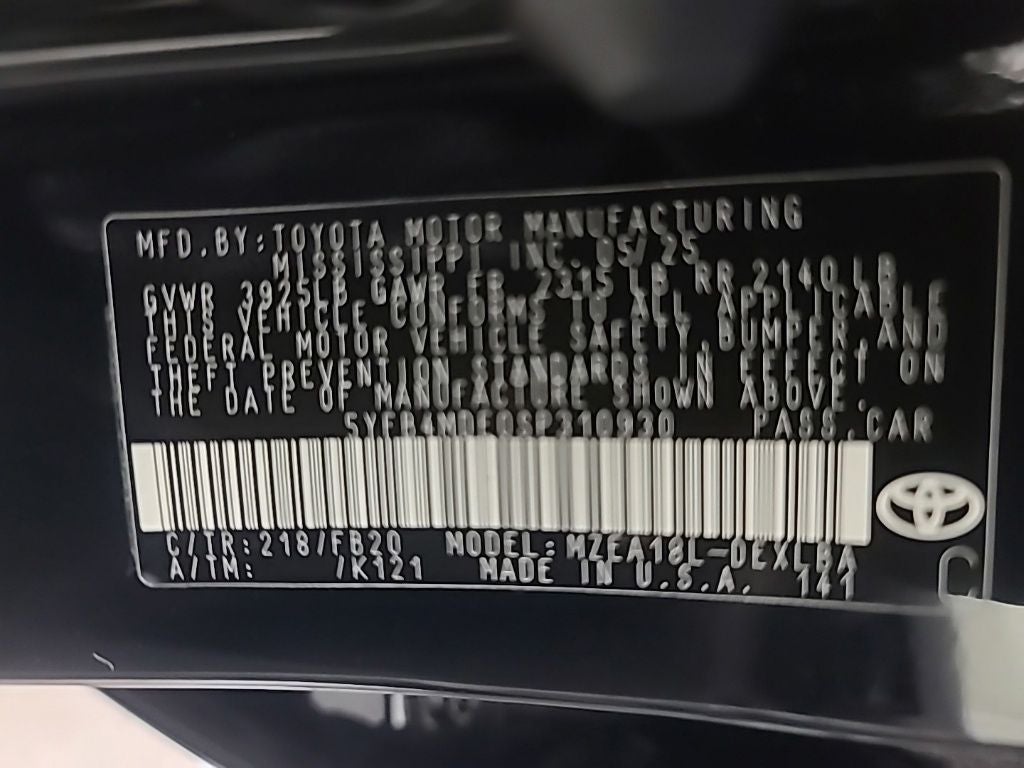 MFD.BY:TOYOTA MOTOR MANUFACTURING
MISSISSIPPI INC. 05/25
GVWR 3925LB GAWR FR 2315LB RR 2140LB
THIS VEHICLE CONFORMS TO ALL APPLICABLE
FEDERAL MOTOR VEHICLE SAFETY,BUMPER,AND
THEFT PREVENTION STANDARDS IN EFFECT ON
THE DATE OF MANUFACTURE SHOWN ABOVE.
5YFB4MDE0SP310930 PASS.CAR
C/TR:218/FB20 MODEL:MZEA18L-DEXLBA
A/TM: /K121 MADE IN U.S.A. 141
C